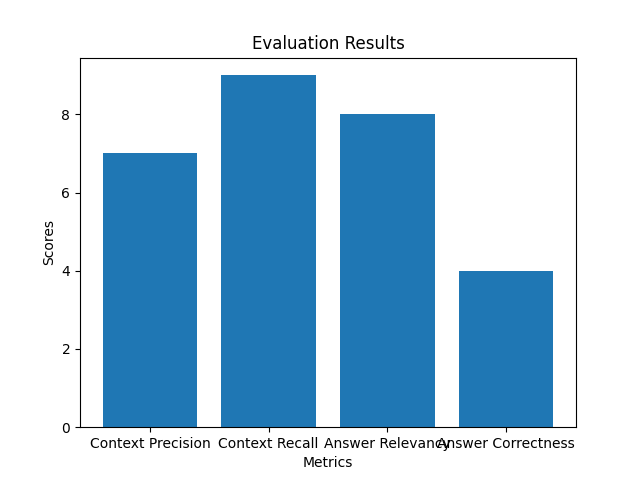 Evaluation Results
8
6
4
2
0
Scores
Context Precision
Context Recall
Answer Relevancy
Answer Correctness
Metrics